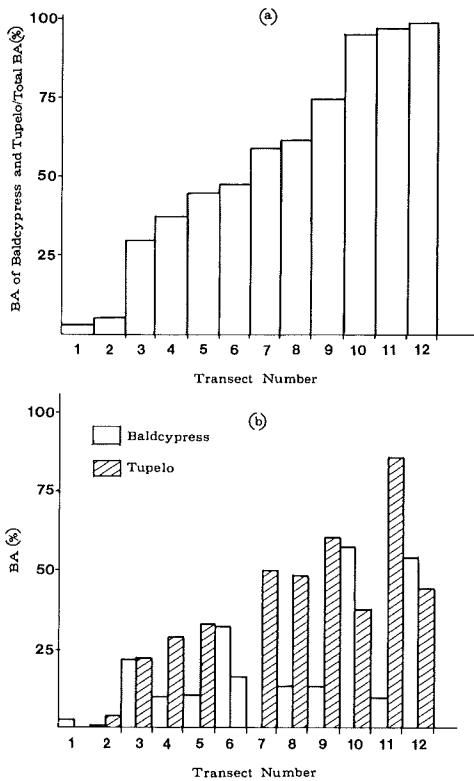 (a)
BA of Baldcypress and Tupelo/Total BA(%)
100
75
50
25
1 2 3 4 5 6 7 8 9 10 11 12
Transect Number
(b)
Baldcypress
Tupelo
BA (%)
100
75
50
25
1 2 3 4 5 6 7 8 9 10 11 12
Transect Number